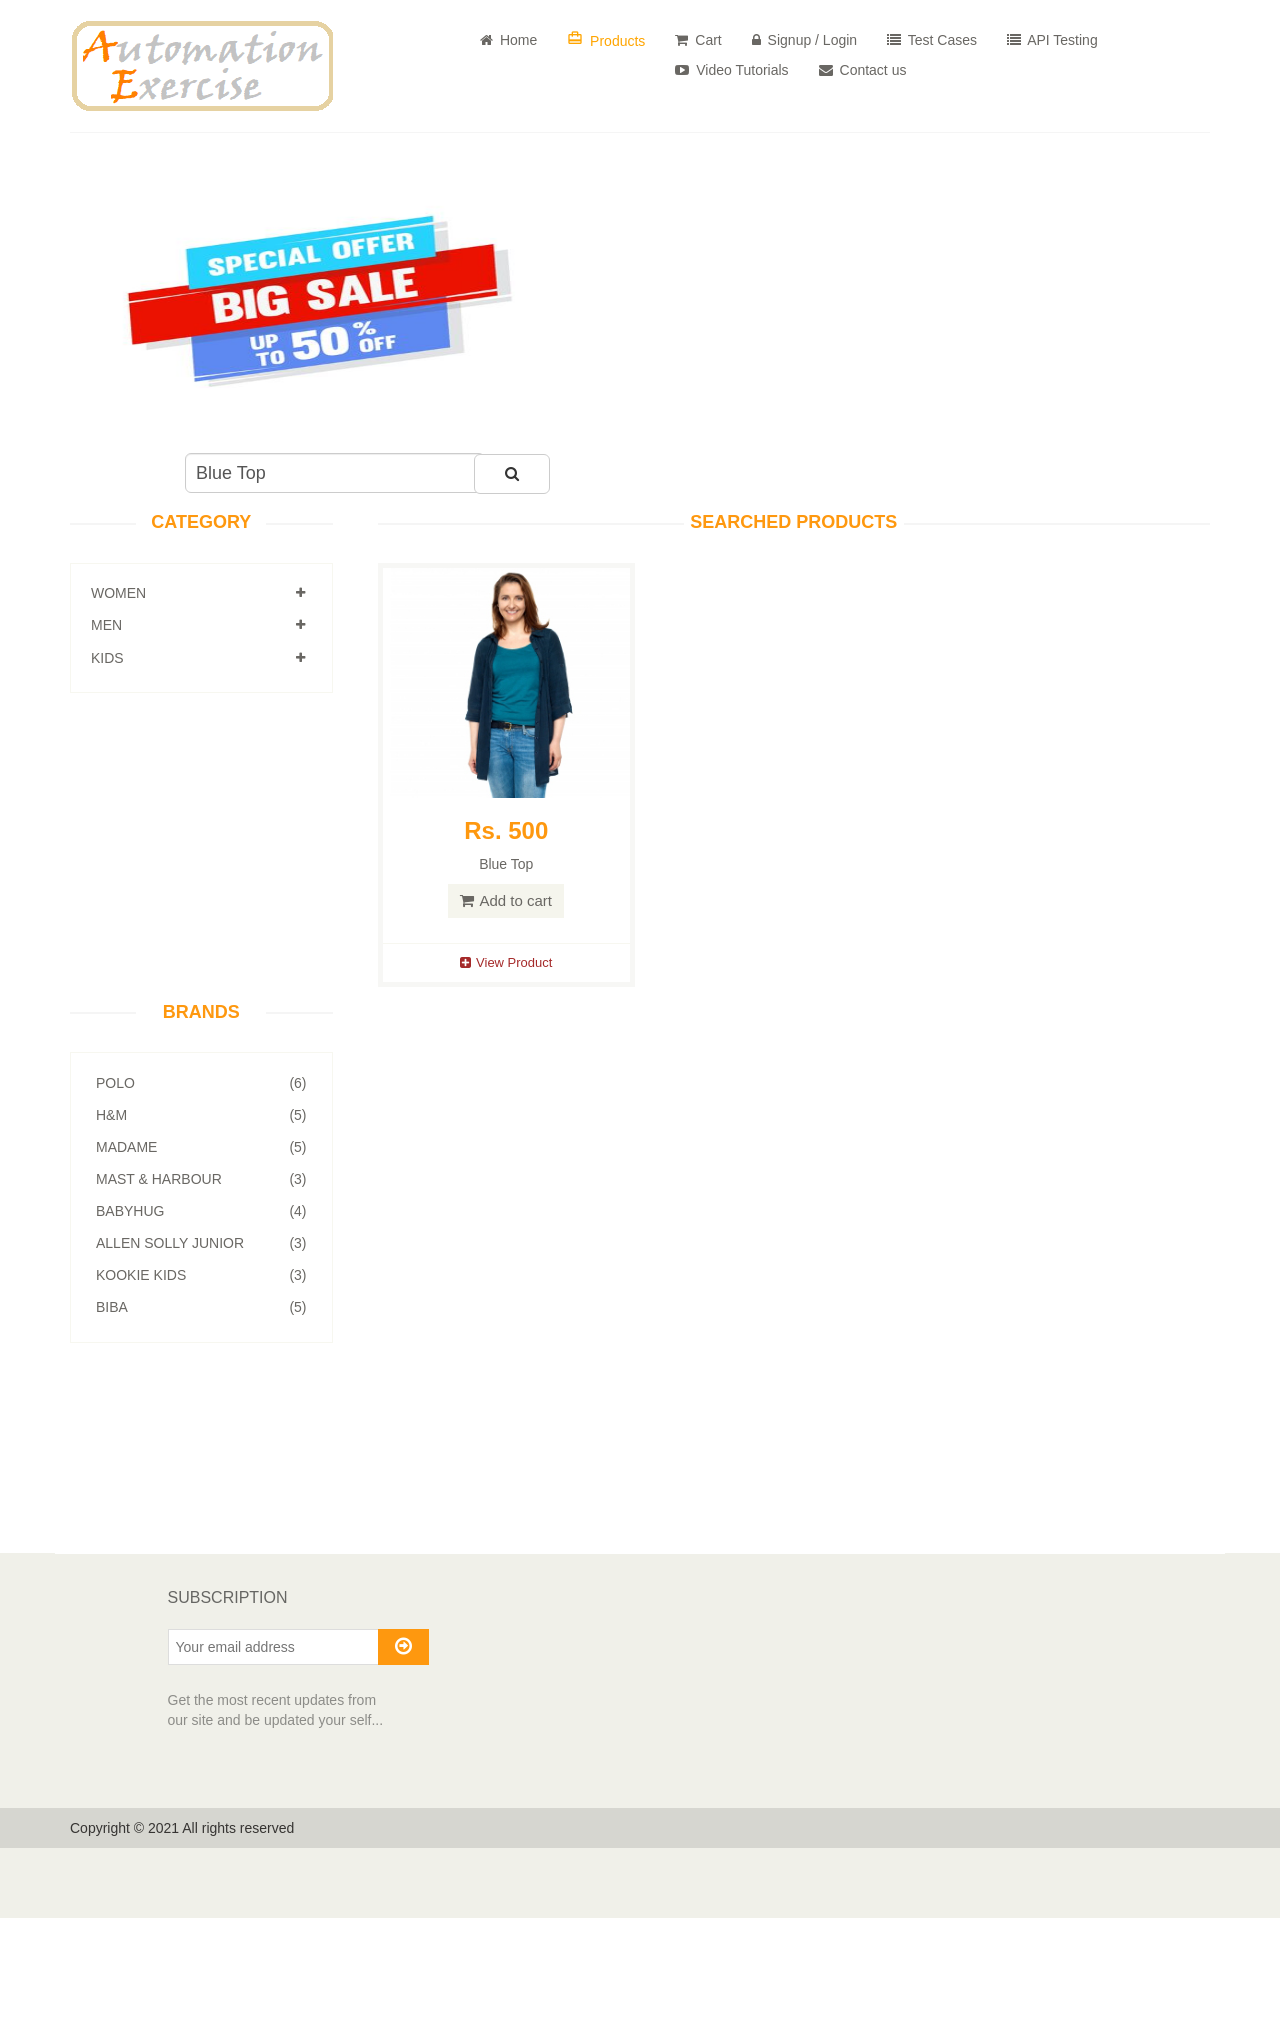 Automation
Exercise
Home
Products
Cart
Signup / Login
Test Cases
API Testing
Video Tutorials
Contact us
SPECIAL OFFER
BIG SALE
UP TO 50% OFF
Blue Top
CATEGORY
WOMEN
MEN
KIDS
SEARCHED PRODUCTS
Rs. 500
Blue Top
Add to cart
View Product
BRANDS
POLO (6)
H&M (5)
MADAME (5)
MAST & HARBOUR (3)
BABYHUG (4)
ALLEN SOLLY JUNIOR (3)
KOOKIE KIDS (3)
BIBA (5)
SUBSCRIPTION
Your email address
Get the most recent updates from
our site and be updated your self...
Copyright © 2021 All rights reserved